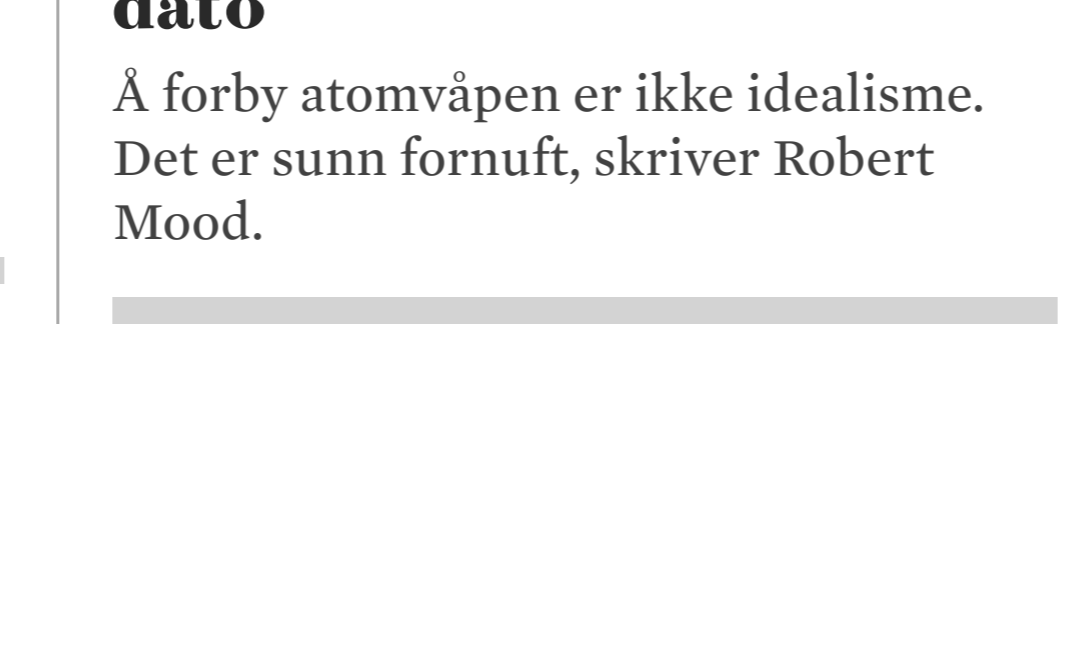 dato
Å forby atomvåpen er ikke idealisme.
Det er sunn fornuft, skriver Robert
Mood.